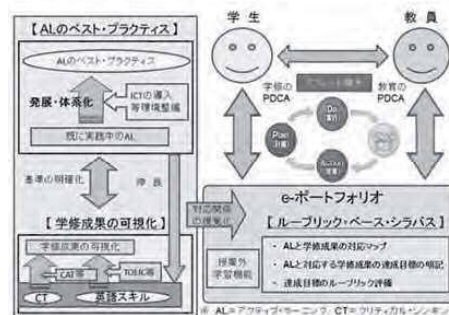 【ALのベスト・プラクティス】
ALのベスト・プラクティス
発展・体系化
ICTの導入
等環境整備
既に実践中のAL
基準の明確化
伸長
【学修成果の可視化】
学修成果の可視化
CAT等
TOEIC等
CT
英語スキル
学生
教員
学修の
PDCA
教育の
PDCA
Plan
Do
Action
対応関係
の視覚化
e-ポートフォリオ
【ルーブリック・ベース・シラバス】
授業外
学習機能
・ALと学修成果の対応マップ
・ALと対応する学修成果の達成目標の明記
・達成目標のルーブリック評価
※ AL=アクティブ・ラーニング CT=クリティカル・シンキング